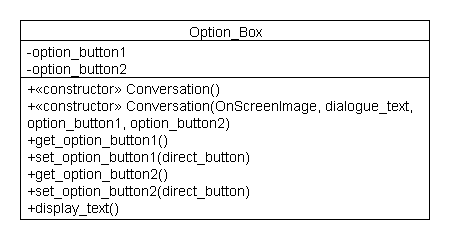 Option_Box
-option_button1
-option_button2
+«constructor» Conversation()
+«constructor» Conversation(OnScreenImage, dialogue_text,
option_button1, option_button2)
+get_option_button1()
+set_option_button1(direct_button)
+get_option_button2()
+set_option_button2(direct_button)
+display_text()